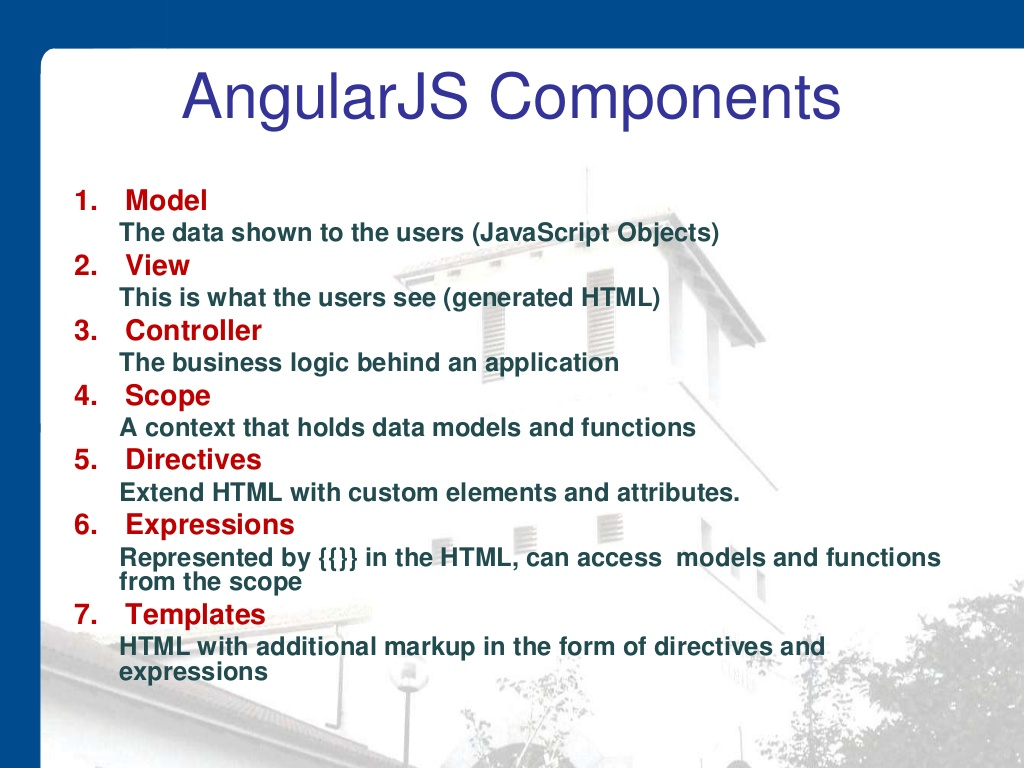 AngularJS Components
1. Model
The data shown to the users (JavaScript Objects)
2. View
This is what the users see (generated HTML)
3. Controller
The business logic behind an application
4. Scope
A context that holds data models and functions
5. Directives
Extend HTML with custom elements and attributes.
6. Expressions
Represented by {{}} in the HTML, can access models and functions
from the scope
7. Templates
HTML with additional markup in the form of directives and
expressions